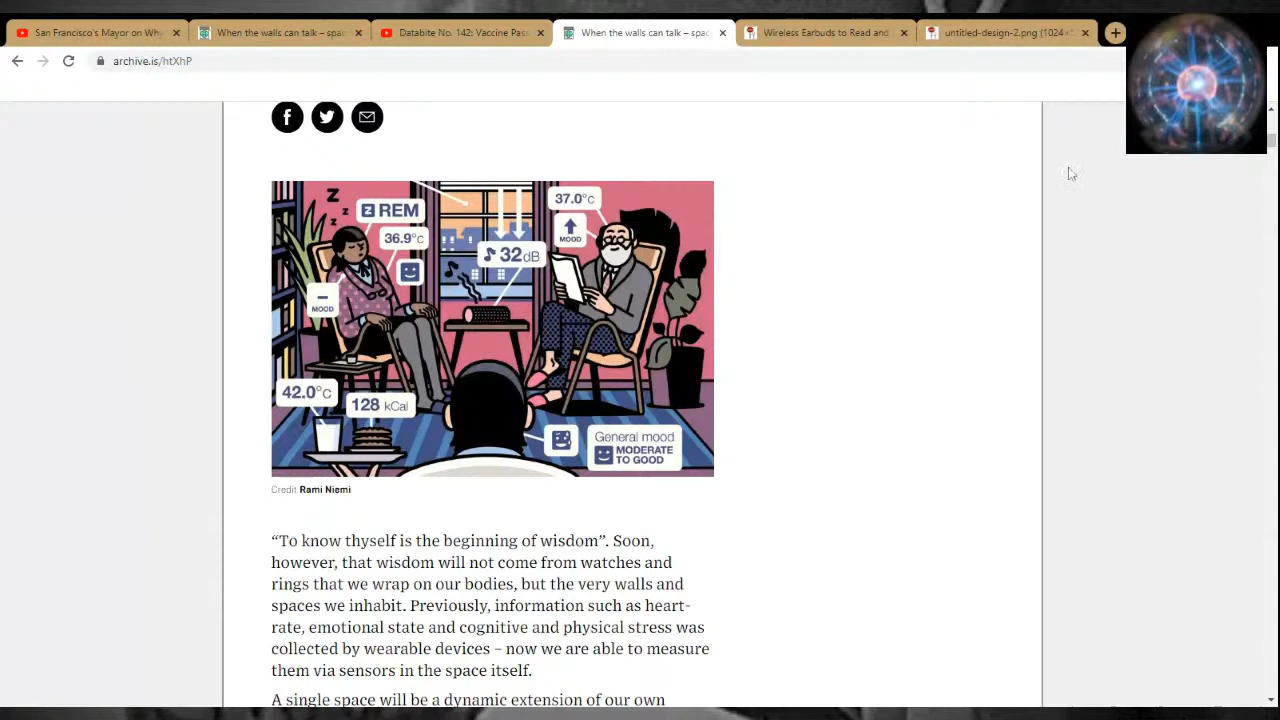 San Francisco's Mayor on Why
When the walls can talk – spac
Databite No. 142: Vaccine Pass
When the walls can talk – spac
Wireless Earbuds to Read and
untitled-design-2.png (1024×
archive.is/htXhP
z
z
Z
Z REM
36.9°C
MOOD
32dB
37.0°C
MOOD
42.0°C
128 kCal
General mood
MODERATE
TO GOOD
Credit Rami Niemi
“To know thyself is the beginning of wisdom”. Soon,
however, that wisdom will not come from watches and
rings that we wrap on our bodies, but the very walls and
spaces we inhabit. Previously, information such as heart-
rate, emotional state and cognitive and physical stress was
collected by wearable devices – now we are able to measure
them via sensors in the space itself.
A single space will be a dynamic extension of our own